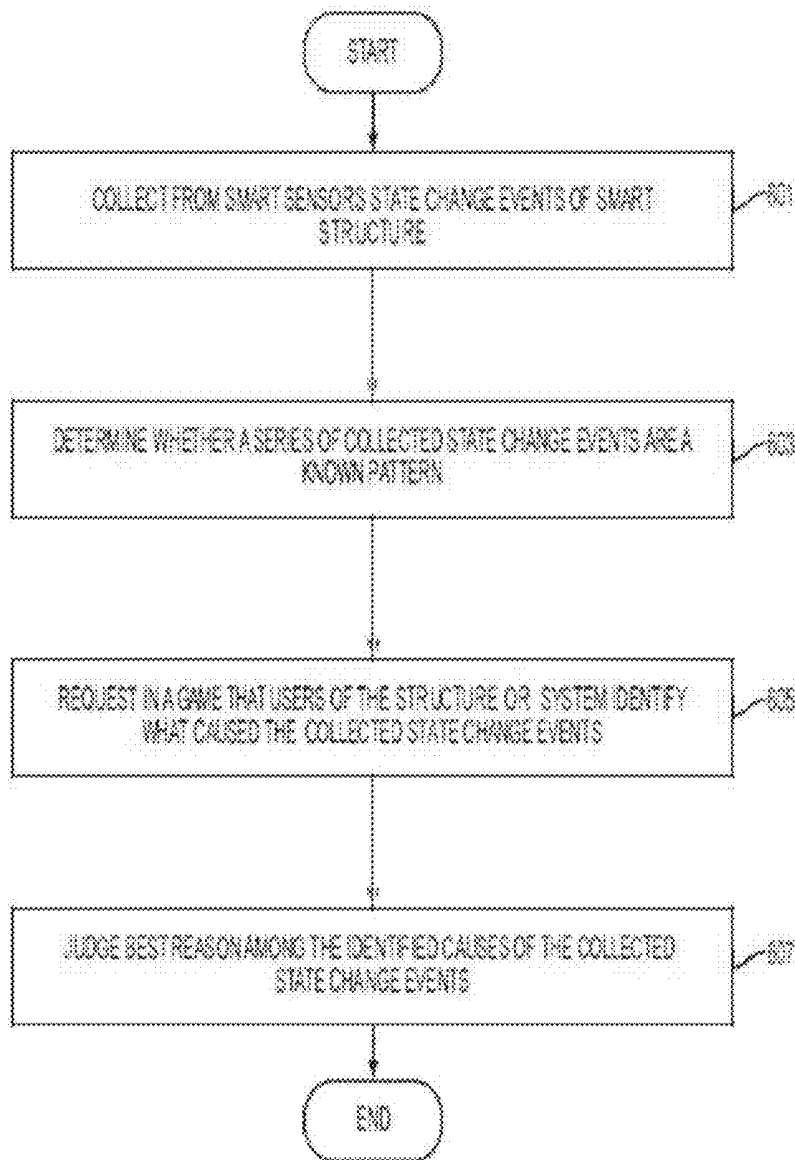 START
COLLECT FROM SMART SENSORS STATE CHANGE EVENTS OF SMART
STRUCTURE
601
DETERMINE WHETHER A SERIES OF COLLECTED STATE CHANGE EVENTS ARE A
KNOWN PATTERN
603
REQUEST IN A GAME THAT USERS OF THE STRUCTURE OR SYSTEM IDENTIFY
WHAT CAUSED THE COLLECTED STATE CHANGE EVENTS
605
JUDGE BEST REASON AMONG THE IDENTIFIED CAUSES OF THE COLLECTED
STATE CHANGE EVENTS
607
END